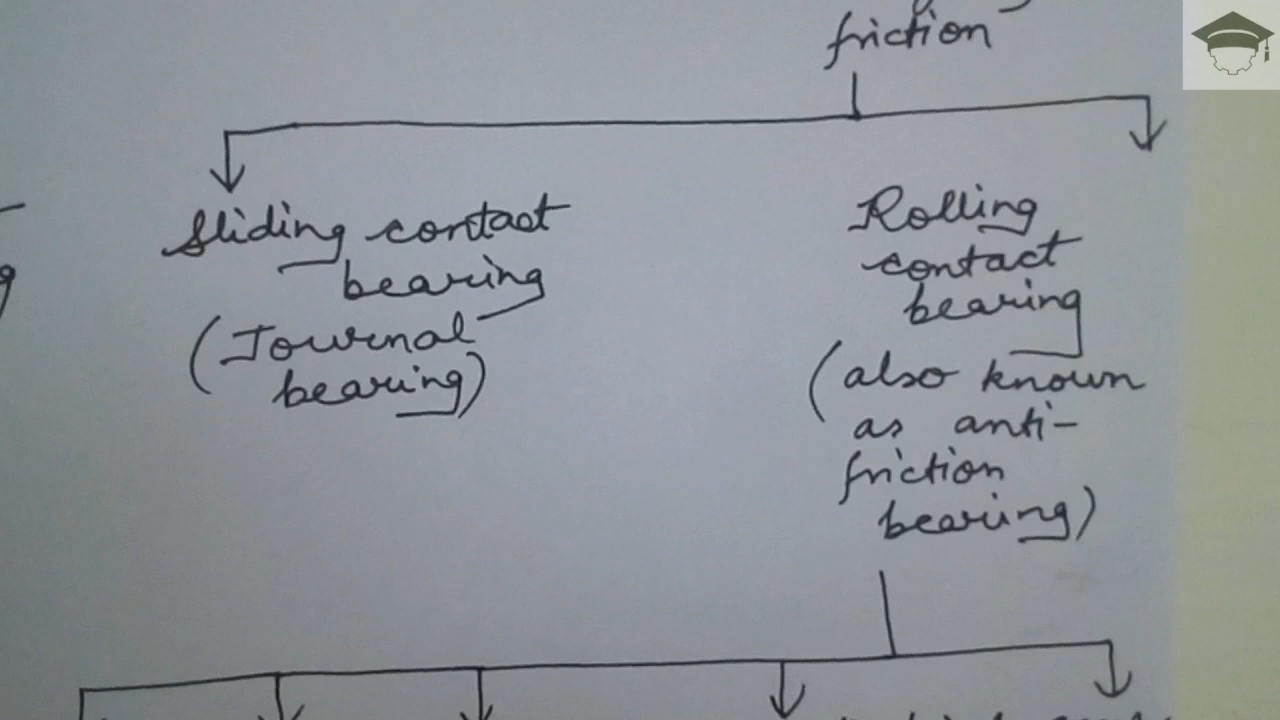 friction
Sliding contact
bearing
(Journal
bearing)
Rolling
contact
bearing
(also known
as anti-
friction
bearing)